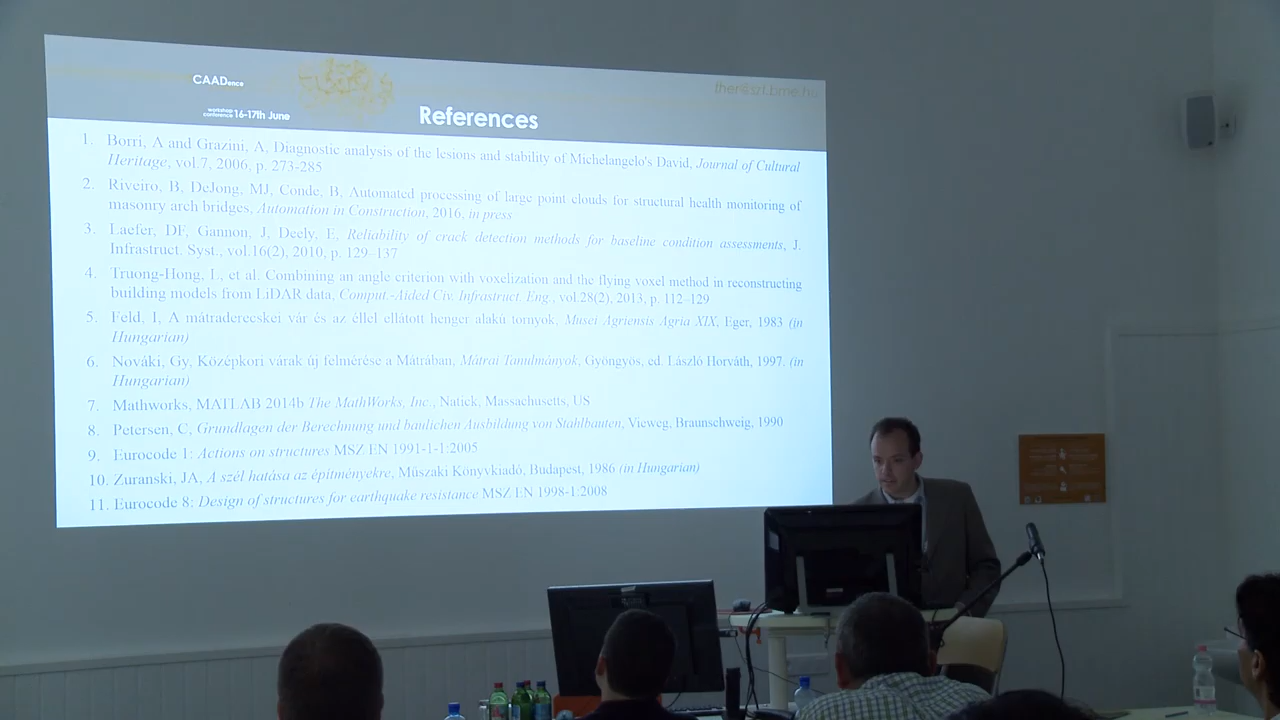 CAADence
ther@szt.bme.hu
workshop
conference 16-17th June
References
1. Borri, A and Grazini, A, Diagnostic analysis of the lesions and stability of Michelangelo's David, Journal of Cultural
Heritage, vol.7, 2006, p. 273-285
2. Riveiro, B, DeJong, MJ, Conde, B, Automated processing of large point clouds for structural health monitoring of
masonry arch bridges, Automation in Construction, 2016, in press
3. Laefer, DF, Gannon, J, Deely, E, Reliability of crack detection methods for baseline condition assessments, J.
Infrastruct. Syst., vol.16(2), 2010, p. 129–137
4. Truong-Hong, L, et al. Combining an angle criterion with voxelization and the flying voxel method in reconstructing
building models from LiDAR data, Comput.-Aided Civ. Infrastruct. Eng., vol.28(2), 2013, p. 112–129
5. Feld, I, A mátraderecskei vár és az éllel ellátott henger alakú tornyok, Musei Agriensis Agria XIX, Eger, 1983 (in
Hungarian)
6. Nováki, Gy, Középkori várak új felmérése a Mátrában, Mátrai Tanulmányok, Gyöngyös, ed. László Horváth, 1997. (in
Hungarian)
7. Mathworks, MATLAB 2014b The MathWorks, Inc., Natick, Massachusetts, US
8. Petersen, C, Grundlagen der Berechnung und baulichen Ausbildung von Stahlbauten, Vieweg, Braunschweig, 1990
9. Eurocode 1: Actions on structures MSZ EN 1991-1-1:2005
10. Zuranski, JA, A szél hatása az építményekre, Műszaki Könyvkiadó, Budapest, 1986 (in Hungarian)
11. Eurocode 8: Design of structures for earthquake resistance MSZ EN 1998-1:2008